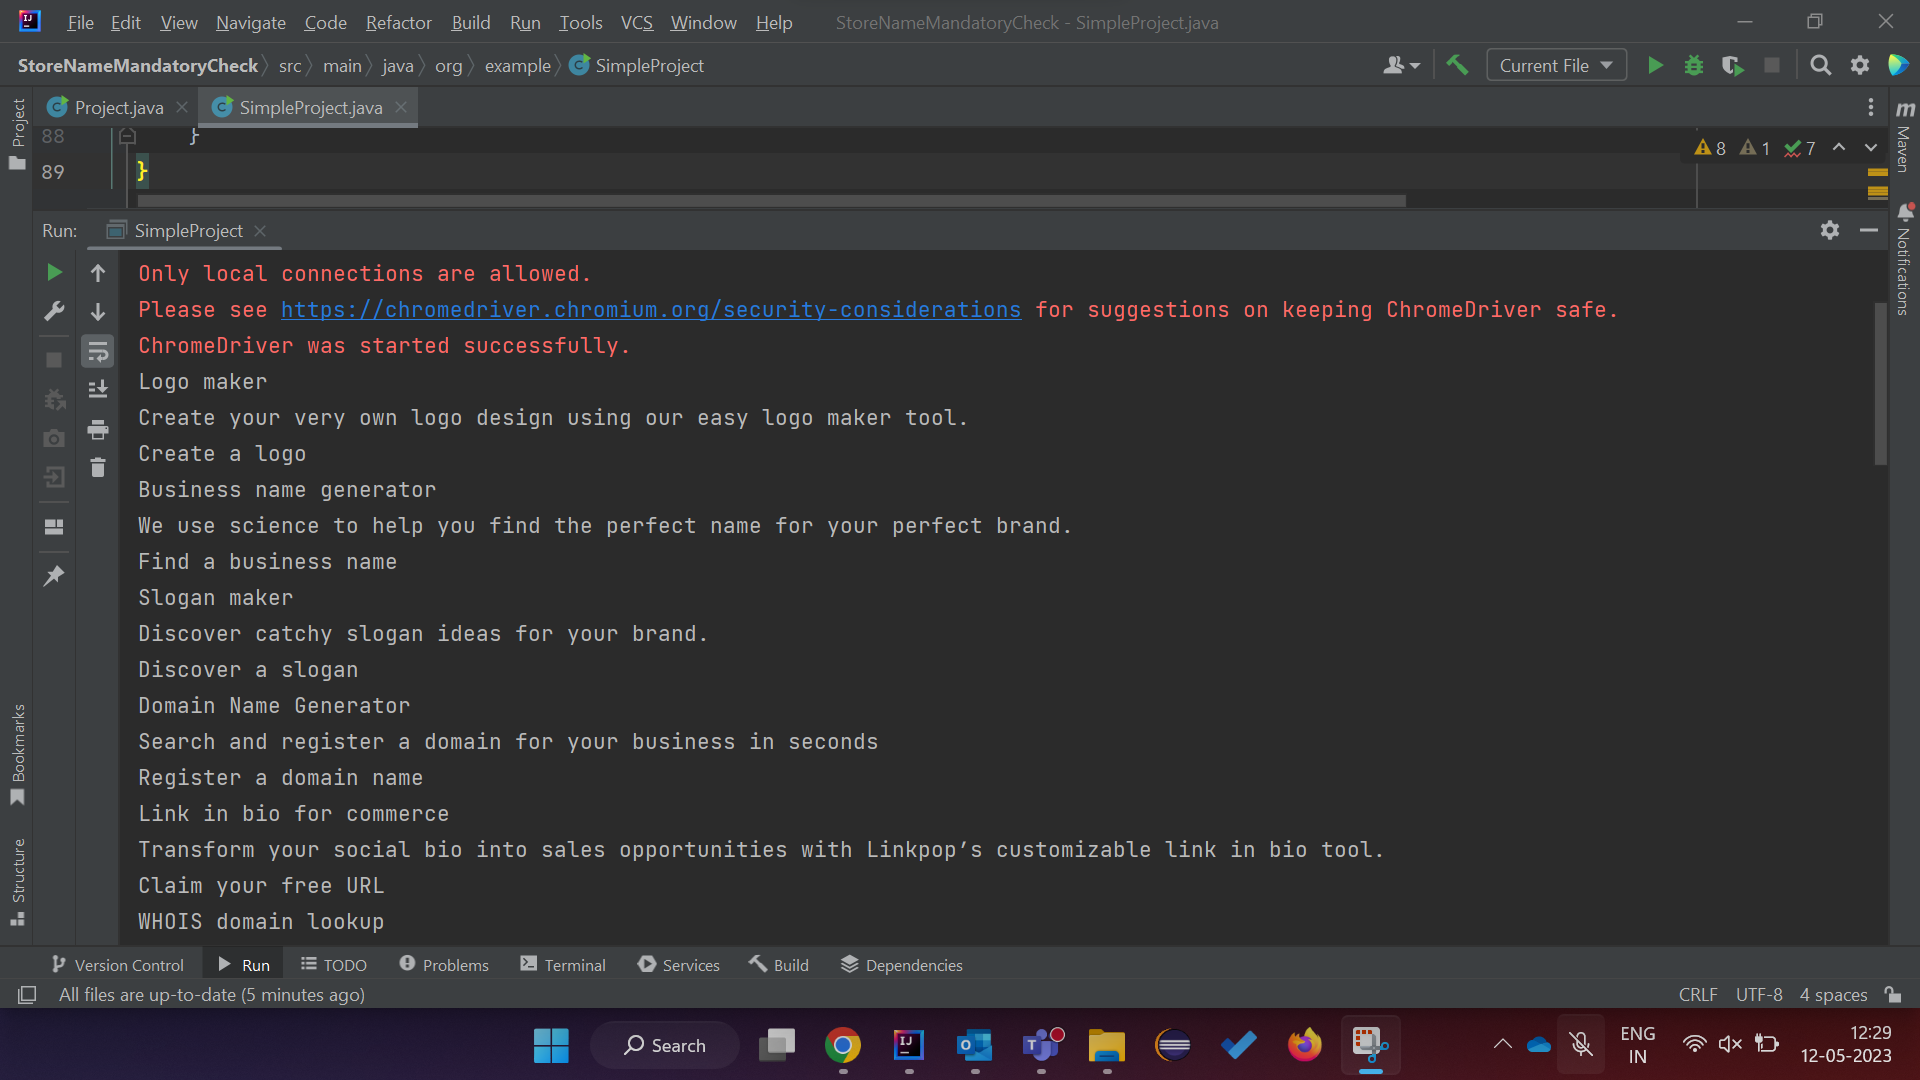 File Edit View Navigate Code Refactor Build Run Tools VCS Window Help StoreNameMandatoryCheck - SimpleProject.java
StoreNameMandatoryCheck src main java org example SimpleProject Current File
Project.java SimpleProject.java
88 }
89 }
8 1 7
Run: SimpleProject
Only local connections are allowed.
Please see https://chromedriver.chromium.org/security-considerations for suggestions on keeping ChromeDriver safe.
ChromeDriver was started successfully.
Logo maker
Create your very own logo design using our easy logo maker tool.
Create a logo
Business name generator
We use science to help you find the perfect name for your perfect brand.
Find a business name
Slogan maker
Discover catchy slogan ideas for your brand.
Discover a slogan
Domain Name Generator
Search and register a domain for your business in seconds
Register a domain name
Link in bio for commerce
Transform your social bio into sales opportunities with Linkpop’s customizable link in bio tool.
Claim your free URL
WHOIS domain lookup
Project
Bookmarks
Structure
Maven
Notifications
Version Control Run TODO Problems Terminal Services Build Dependencies
All files are up-to-date (5 minutes ago) CRLF UTF-8 4 spaces
Search
ENG
IN
12:29
12-05-2023